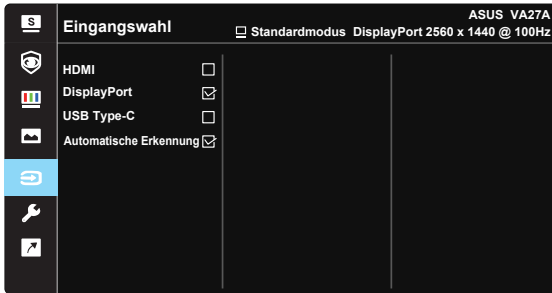 S
Eingangswahl
ASUS VA27A
Standardmodus DisplayPort 2560 x 1440 @ 100Hz
HDMI
DisplayPort
USB Type-C
Automatische Erkennung